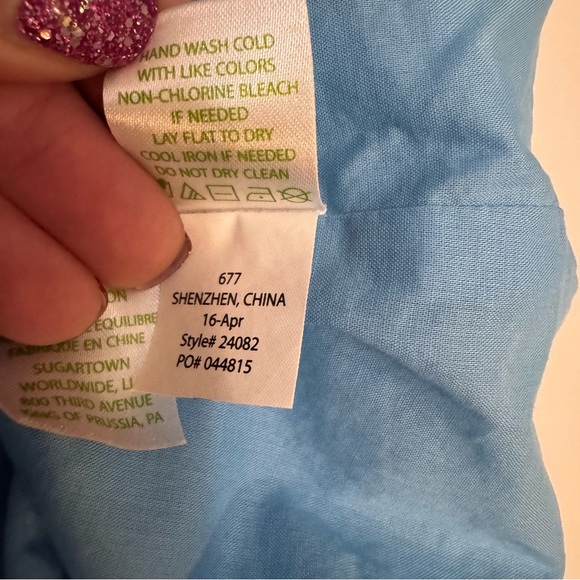 HAND WASH COLD
WITH LIKE COLORS
NON-CHLORINE BLEACH
IF NEEDED
LAY FLAT TO DRY
COOL IRON IF NEEDED
DO NOT DRY CLEAN
677
SHENZHEN, CHINA
16-Apr
Style# 24082
PO# 044815
EQUILIBRE
FABRIQUE EN CHINE
SUGARTOWN
WORLDWIDE,
800 THIRD AVENUE
KING OF PRUSSIA, PA